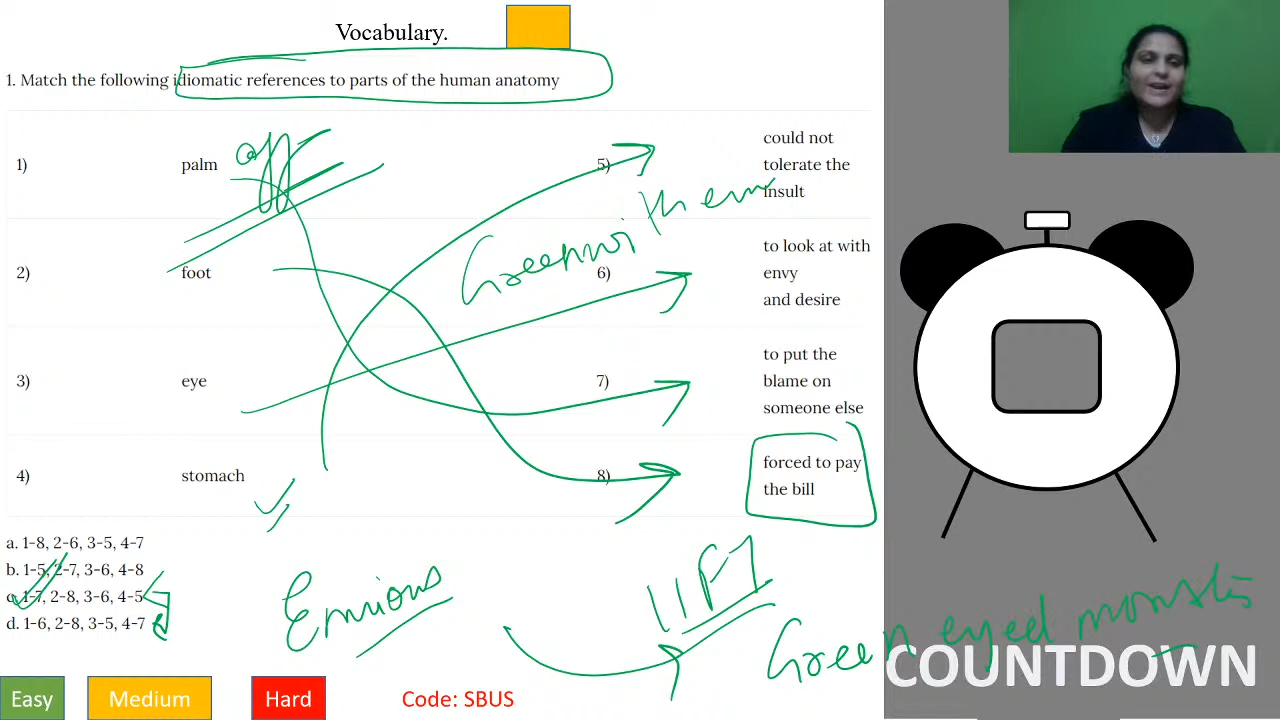 Vocabulary.
1. Match the following idiomatic references to parts of the human anatomy
1) palm off 5) could not
tolerate the
insult
Green with env
2) foot 6) to look at with
envy
and desire
3) eye 7) to put the
blame on
someone else
4) stomach 8) forced to pay
the bill
a. 1-8, 2-6, 3-5, 4-7
b. 1-5, 2-7, 3-6, 4-8
c. 1-7, 2-8, 3-6, 4-5
d. 1-6, 2-8, 3-5, 4-7
Envious
IIFT
Green eyed monster
COUNTDOWN
Easy Medium Hard Code: SBUS